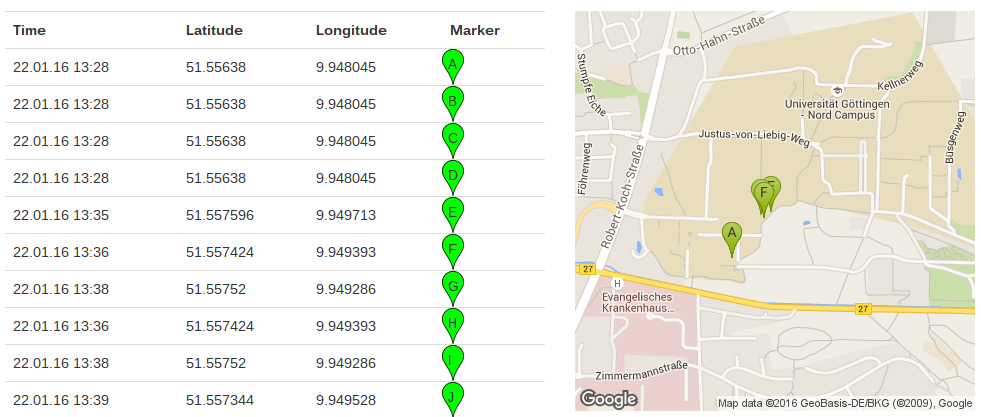 Time Latitude Longitude Marker
22.01.16 13:28 51.55638 9.948045 A
22.01.16 13:28 51.55638 9.948045 B
22.01.16 13:28 51.55638 9.948045 C
22.01.16 13:28 51.55638 9.948045 D
22.01.16 13:35 51.557596 9.949713 E
22.01.16 13:36 51.557424 9.949393 F
22.01.16 13:38 51.55752 9.949286 G
22.01.16 13:36 51.557424 9.949393 H
22.01.16 13:38 51.55752 9.949286 I
22.01.16 13:39 51.557344 9.949528 J
Otto-Hahn-Straße
Stumpfe Eiche
Kellnerweg
Universität Göttingen
- Nord Campus
Justus-von-Liebig-Weg
Büsgenweg
Föhrenweg
Robert-Koch-Straße
F
A
27
H
Evangelisches
Krankenhaus...
27
Zimmermannstraße
Google
Map data ©2016 GeoBasis-DE/BKG (©2009), Google